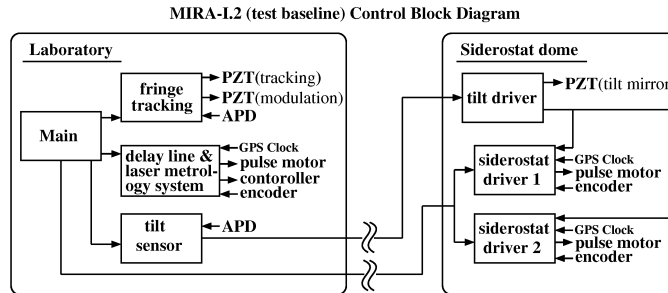 MIRA-I.2 (test baseline) Control Block Diagram
Laboratory
Main
fringe
tracking
PZT(tracking)
PZT(modulation)
APD
delay line &
laser metrol-
ogy system
GPS Clock
pulse motor
contoroller
encoder
tilt
sensor
APD
Siderostat dome
tilt driver
PZT(tilt mirror
siderostat
driver 1
GPS Clock
pulse motor
encoder
siderostat
driver 2
GPS Clock
pulse motor
encoder